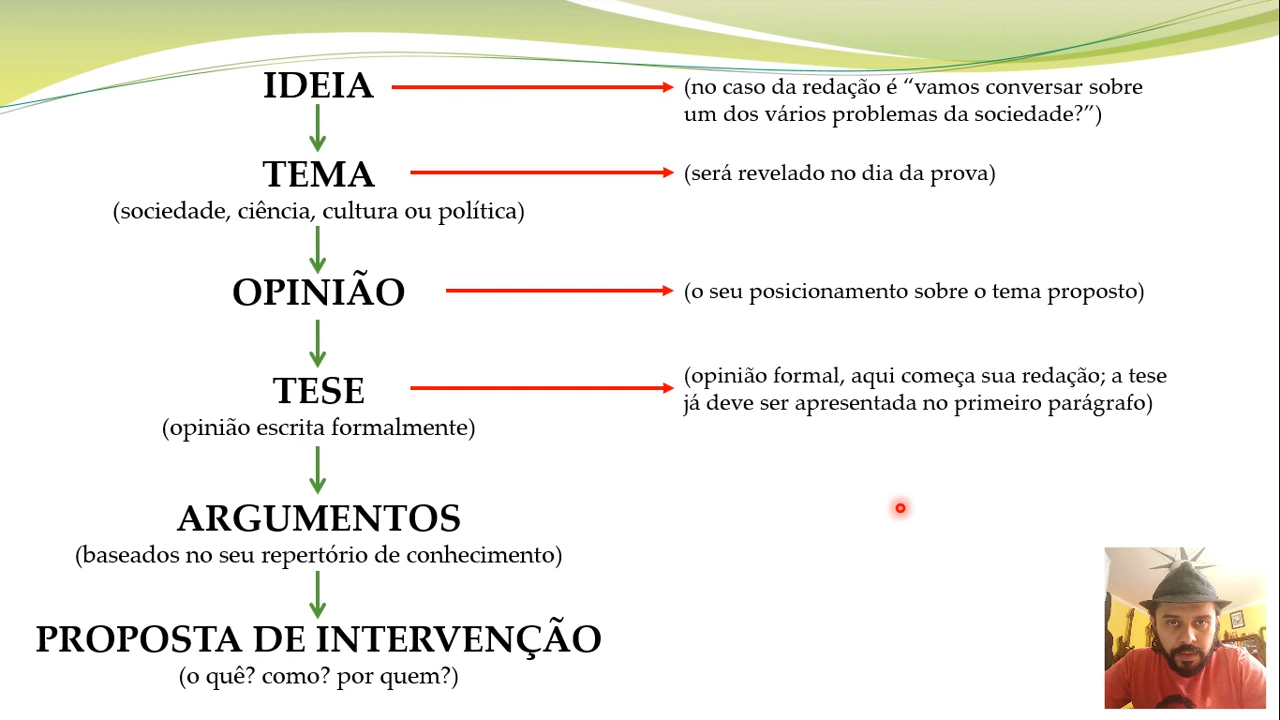 IDEIA
(no caso da redação é “vamos conversar sobre
um dos vários problemas da sociedade?”)
TEMA
(será revelado no dia da prova)
(sociedade, ciência, cultura ou política)
OPINIÃO
(o seu posicionamento sobre o tema proposto)
TESE
(opinião formal, aqui começa sua redação; a tese
já deve ser apresentada no primeiro parágrafo)
(opinião escrita formalmente)
ARGUMENTOS
(baseados no seu repertório de conhecimento)
PROPOSTA DE INTERVENÇÃO
(o quê? como? por quem?)